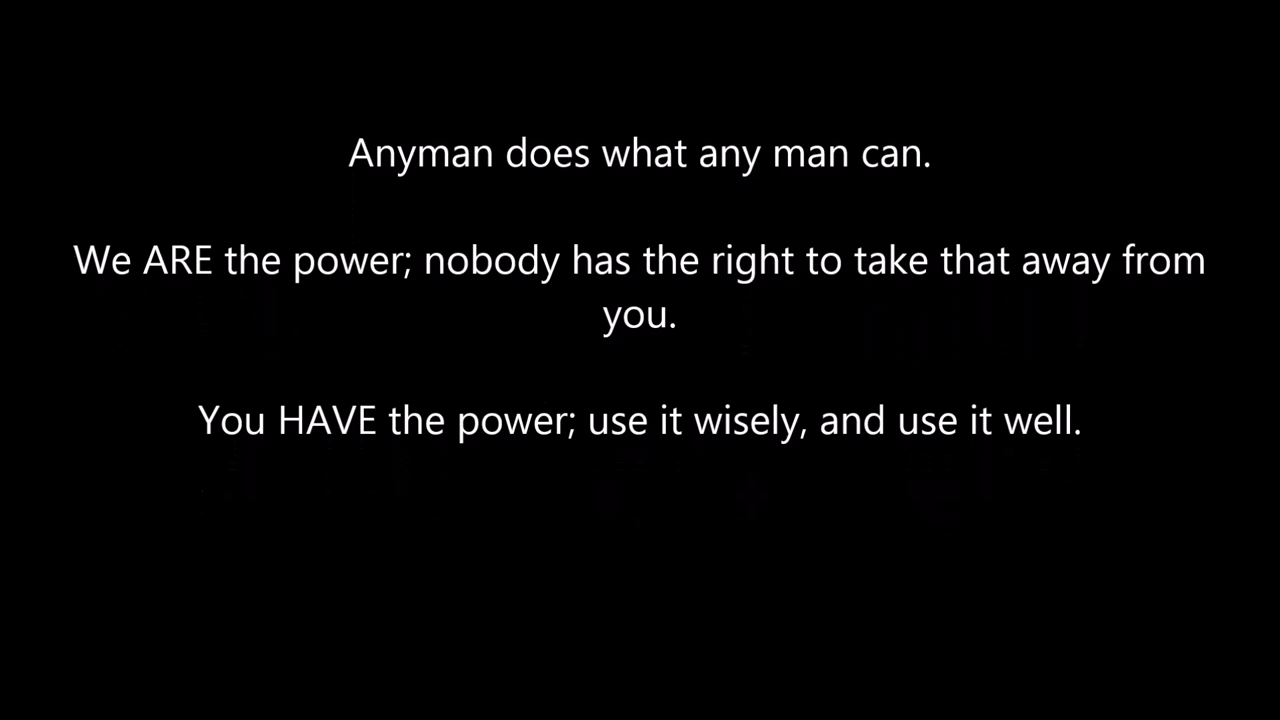 Anyman does what any man can.
We ARE the power; nobody has the right to take that away from
you.
You HAVE the power; use it wisely, and use it well.